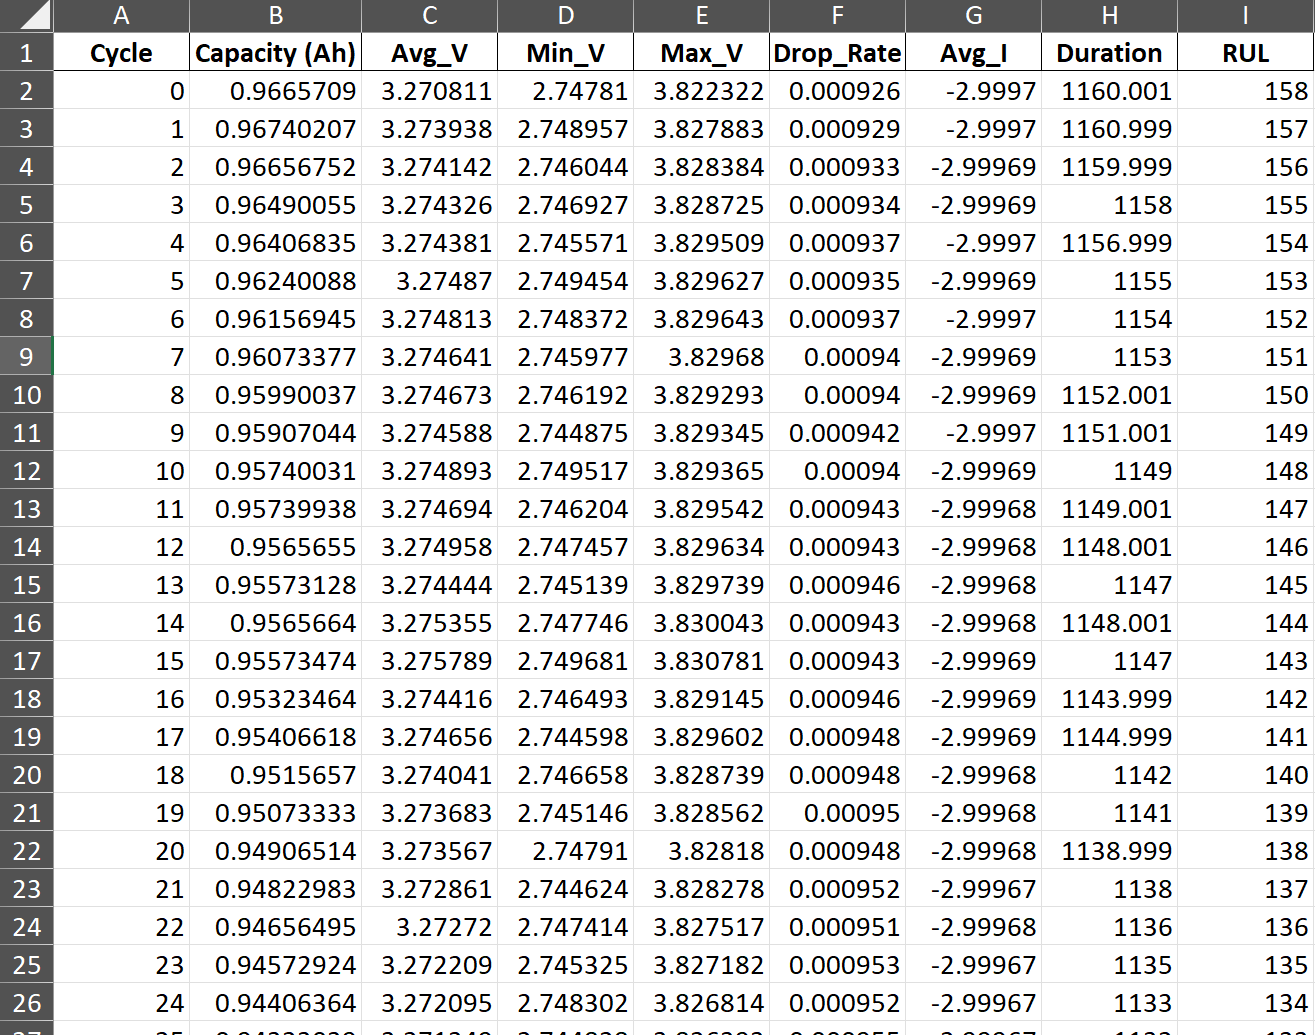 A B C D E F G H I
1 Cycle Capacity (Ah) Avg_V Min_V Max_V Drop_Rate Avg_I Duration RUL
2 0 0.9665709 3.270811 2.74781 3.822322 0.000926 -2.9997 1160.001 158
3 1 0.96740207 3.273938 2.748957 3.827883 0.000929 -2.9997 1160.999 157
4 2 0.96656752 3.274142 2.746044 3.828384 0.000933 -2.99969 1159.999 156
5 3 0.96490055 3.274326 2.746927 3.828725 0.000934 -2.99969 1158 155
6 4 0.96406835 3.274381 2.745571 3.829509 0.000937 -2.9997 1156.999 154
7 5 0.96240088 3.27487 2.749454 3.829627 0.000935 -2.99969 1155 153
8 6 0.96156945 3.274813 2.748372 3.829643 0.000937 -2.9997 1154 152
9 7 0.96073377 3.274641 2.745977 3.82968 0.00094 -2.99969 1153 151
10 8 0.95990037 3.274673 2.746192 3.829293 0.00094 -2.99969 1152.001 150
11 9 0.95907044 3.274588 2.744875 3.829345 0.000942 -2.9997 1151.001 149
12 10 0.95740031 3.274893 2.749517 3.829365 0.00094 -2.99969 1149 148
13 11 0.95739938 3.274694 2.746204 3.829542 0.000943 -2.99968 1149.001 147
14 12 0.9565655 3.274958 2.747457 3.829634 0.000943 -2.99968 1148.001 146
15 13 0.95573128 3.274444 2.745139 3.829739 0.000946 -2.99968 1147 145
16 14 0.9565664 3.275355 2.747746 3.830043 0.000943 -2.99968 1148.001 144
17 15 0.95573474 3.275789 2.749681 3.830781 0.000943 -2.99969 1147 143
18 16 0.95323464 3.274416 2.746493 3.829145 0.000946 -2.99969 1143.999 142
19 17 0.95406618 3.274656 2.744598 3.829602 0.000948 -2.99969 1144.999 141
20 18 0.9515657 3.274041 2.746658 3.828739 0.000948 -2.99968 1142 140
21 19 0.95073333 3.273683 2.745146 3.828562 0.00095 -2.99968 1141 139
22 20 0.94906514 3.273567 2.74791 3.82818 0.000948 -2.99968 1138.999 138
23 21 0.94822983 3.272861 2.744624 3.828278 0.000952 -2.99967 1138 137
24 22 0.94656495 3.27272 2.747414 3.827517 0.000951 -2.99968 1136 136
25 23 0.94572924 3.272209 2.745325 3.827182 0.000953 -2.99967 1135 135
26 24 0.94406364 3.272095 2.748302 3.826814 0.000952 -2.99967 1133 134